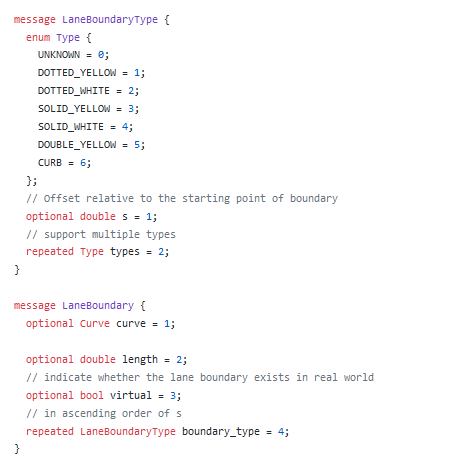 message LaneBoundaryType {
  enum Type {
    UNKNOWN = 0;
    DOTTED_YELLOW = 1;
    DOTTED_WHITE = 2;
    SOLID_YELLOW = 3;
    SOLID_WHITE = 4;
    DOUBLE_YELLOW = 5;
    CURB = 6;
  };
  // Offset relative to the starting point of boundary
  optional double s = 1;
  // support multiple types
  repeated Type types = 2;
}

message LaneBoundary {
  optional Curve curve = 1;

  optional double length = 2;
  // indicate whether the lane boundary exists in real world
  optional bool virtual = 3;
  // in ascending order of s
  repeated LaneBoundaryType boundary_type = 4;
}